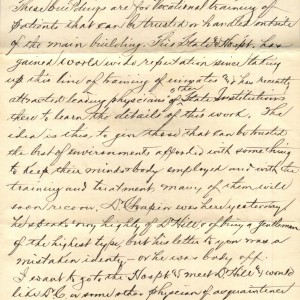 These buildings are for vocational training of
patients that can be trusted or handled outside
of the main building. This State Hospt. has
gained world wide reputation since taking
up this line of training of inmates & has recently
attracted leading physicians of other State Institutions
there to learn the details of this work. The
idea is this; to give those that can be trusted
the best of environments afforded with something
to keep their minds & body employed and with the
training and treatment, many of them will
soon recover. Dr Chapin was here yesterday
he speaks very highly of Dr Hill & of being a gentleman
of the highest type, but his letter to you was a
mistaken identy - or he was off.
I want to go to the Hospt & meet Dr Hill & would
like Dr C. or some other physician of acquaintence